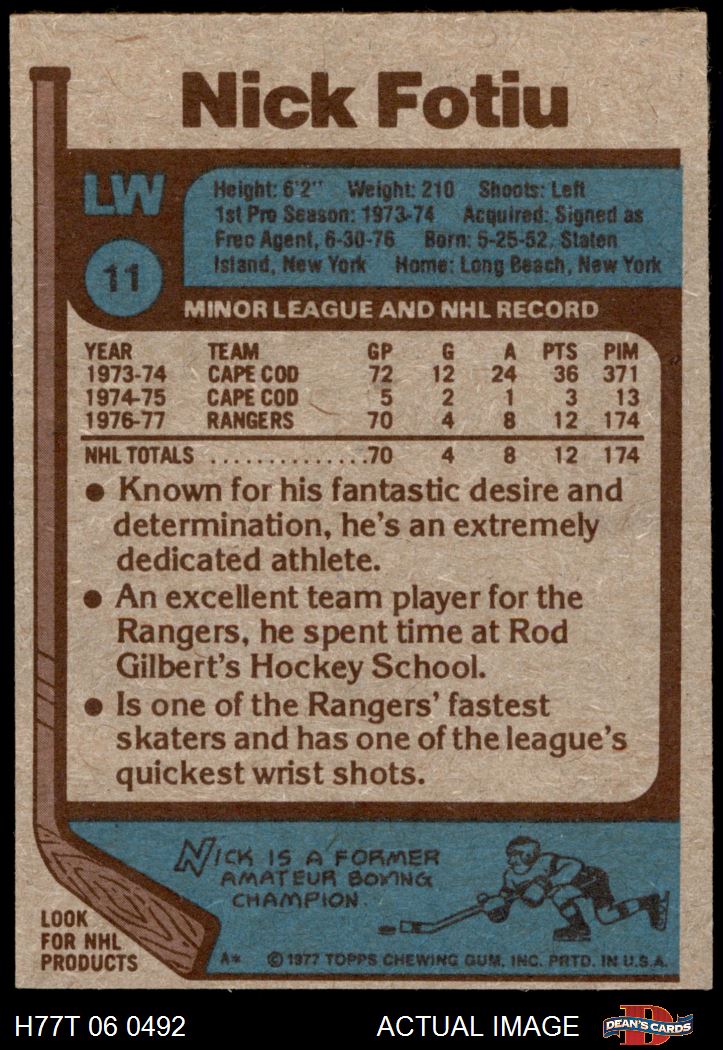 Nick Fotiu
LW
Height: 6'2" Weight: 210 Shoots: Left
1st Pro Season: 1973-74 Acquired: Signed as
Free Agent, 6-30-76 Born: 5-25-52, Staten
Island, New York Home: Long Beach, New York
11
MINOR LEAGUE AND NHL RECORD
YEAR TEAM GP G A PTS PIM
1973-74 CAPE COD 72 12 24 36 371
1974-75 CAPE COD 5 2 1 3 13
1976-77 RANGERS 70 4 8 12 174
NHL TOTALS ..............70 4 8 12 174
● Known for his fantastic desire and
determination, he's an extremely
dedicated athlete.
● An excellent team player for the
Rangers, he spent time at Rod
Gilbert's Hockey School.
● Is one of the Rangers' fastest
skaters and has one of the league's
quickest wrist shots.
NICK IS A FORMER
AMATEUR BOXING
CHAMPION.
LOOK
FOR NHL
PRODUCTS
A* © 1977 TOPPS CHEWING GUM, INC. PRTD. IN U.S.A.
H77T 06 0492 ACTUAL IMAGE D DEAN'S CARDS